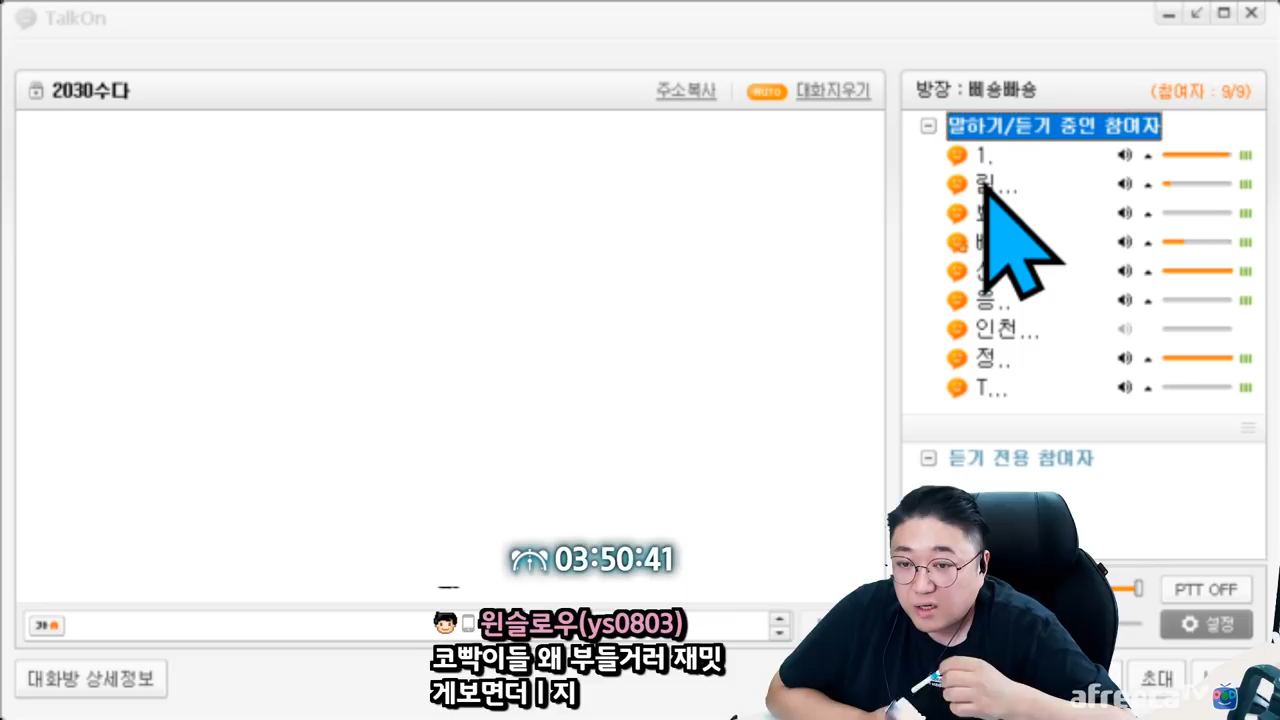 TalkOn
2030수다
주소복사
AUTO
대화지우기
방장 : 삐숑빠숑
(참여자 : 9/9)
말하기/듣기 중인 참여자
1.
림...
응..
인천...
정..
T...
듣기 전용 참여자
03:50:41
PTT OFF
윈슬로우(ys0803)
설정
코빡이들 왜 부들거러 재밋
게보면더ㅣ지
대화방 상세정보
초대
afreecaTV